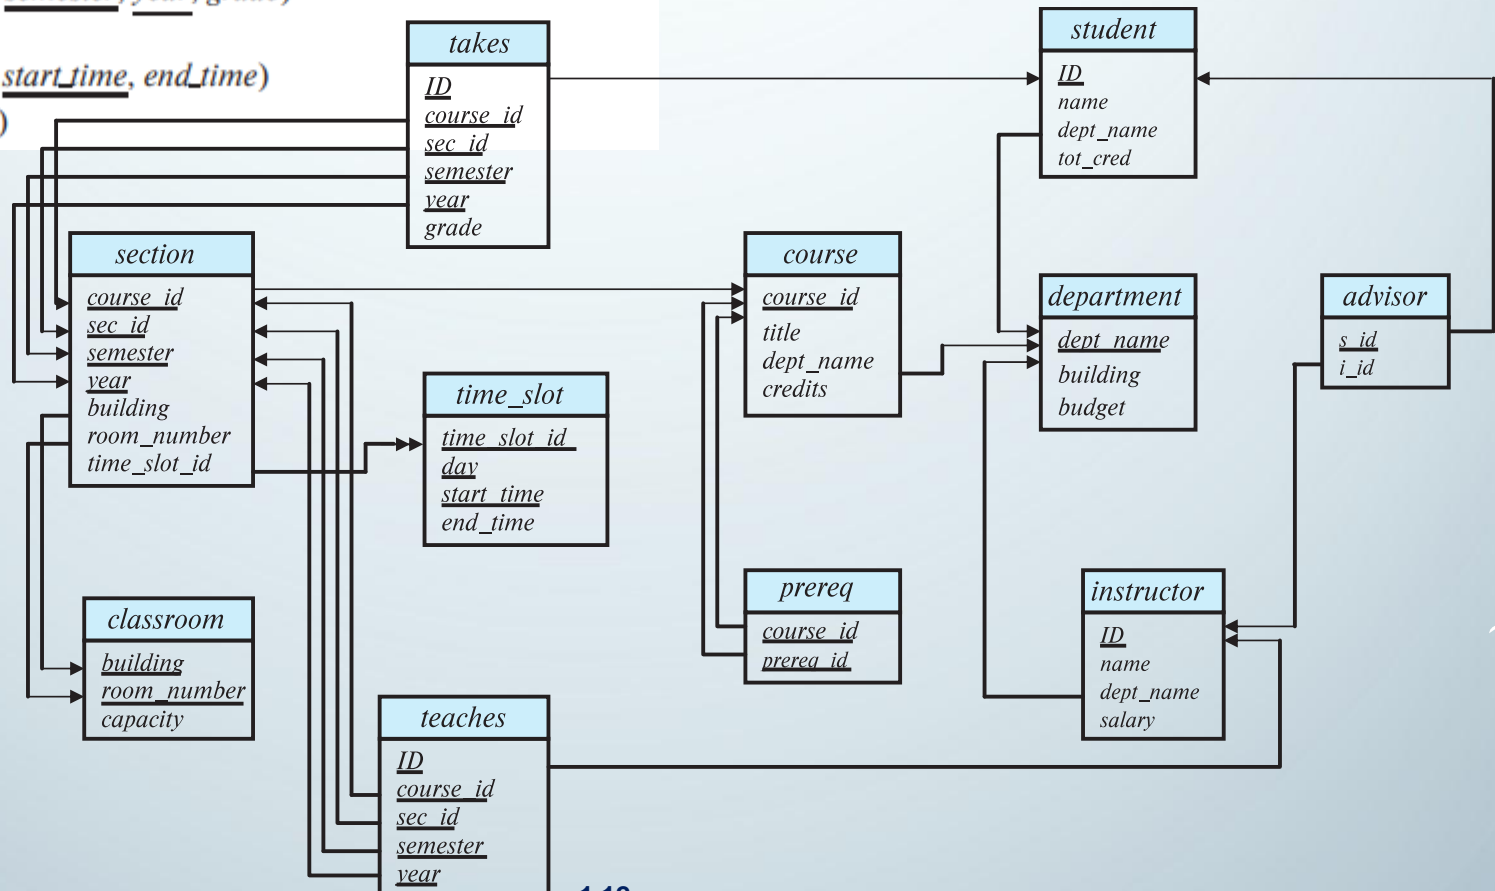 semester, year, grade)
start_time, end_time)
)
takes
ID
course_id
sec_id
semester
year
grade
student
ID
name
dept_name
tot_cred
section
course_id
sec_id
semester
year
building
room_number
time_slot_id
course
course_id
title
dept_name
credits
department
dept_name
building
budget
advisor
s_id
i_id
time_slot
time_slot_id
day
start_time
end_time
prereq
course_id
prereq_id
instructor
ID
name
dept_name
salary
classroom
building
room_number
capacity
teaches
ID
course_id
sec_id
semester
year